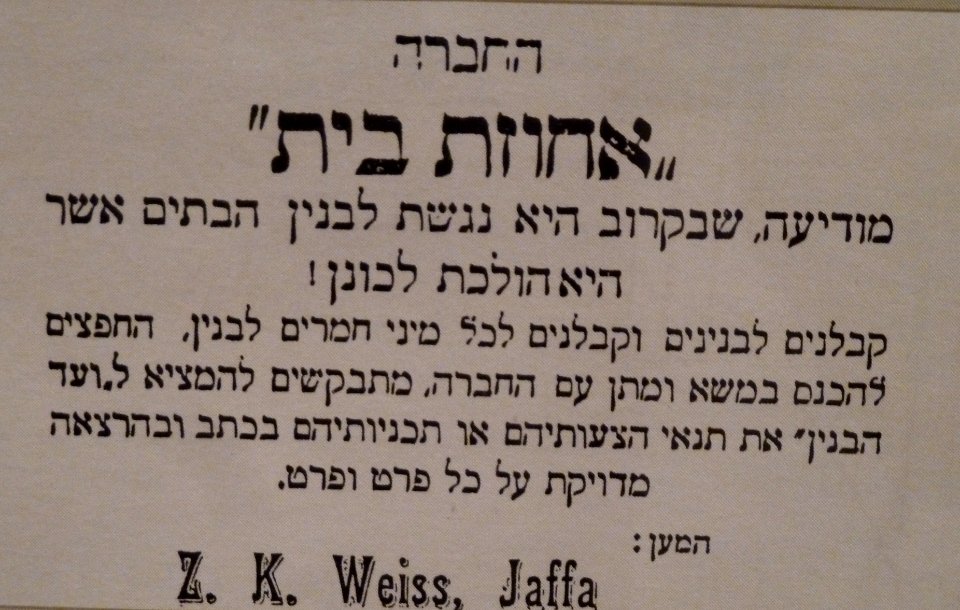 החברה
„אחוזת בית"
מודיעה, שבקרוב היא נגשת לבנין הבתים אשר
היא הולכת לכונן!
קבלנים לבנינים וקבלנים לכל מיני חמרים לבנין, החפצים
להכנס במשא ומתן עם החברה, מתבקשים להמציא ל„ועד
הבנין" את תנאי הצעותיהם או תכניותיהם בכתב ובהרצאה
מדויקת על כל פרט ופרט.
המען:
Z. K. Weiss, Jaffa